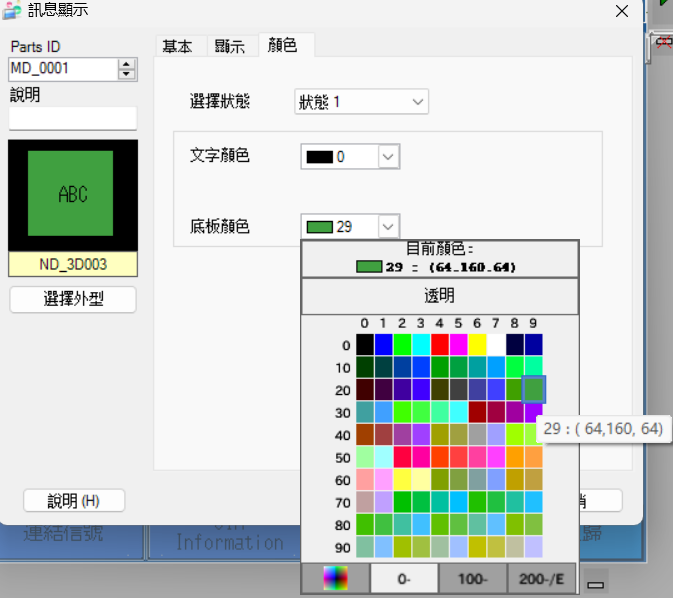 訊息顯示
Parts ID
MD_0001
說明
ABC
ND_3D003
選擇外型
說明 (H)
基本 顯示 顏色
選擇狀態 狀態 1
文字顏色 0
底板顏色 29
目前顏色:
29 : (64,160,64)
透明
0 1 2 3 4 5 6 7 8 9
0
10
20
30
40
50
60
70
80
90
29 : ( 64,160, 64)
0- 100- 200-/E
消
連結信號
Information
歸